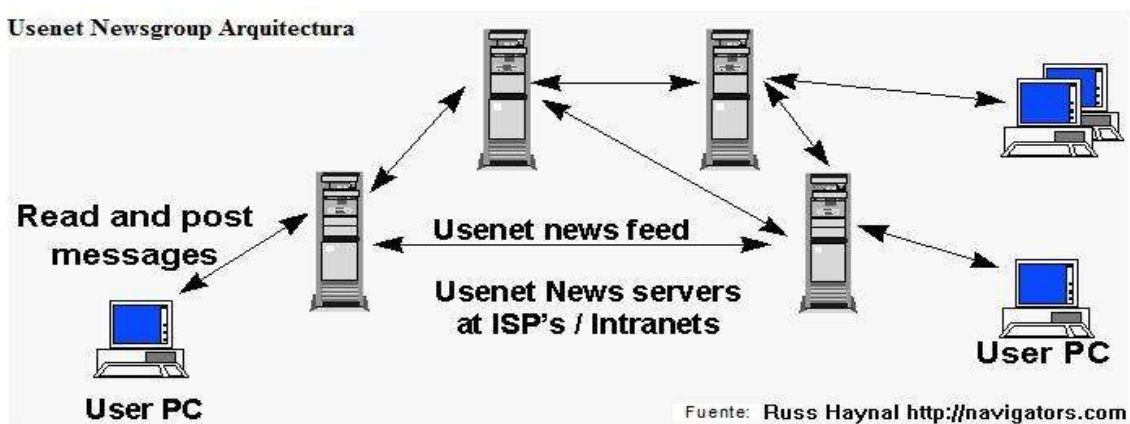 Usenet Newsgroup Arquitectura
Read and post
messages
Usenet news feed
Usenet News servers
at ISP's / Intranets
User PC
User PC
Fuente: Russ Haynal http://navigators.com